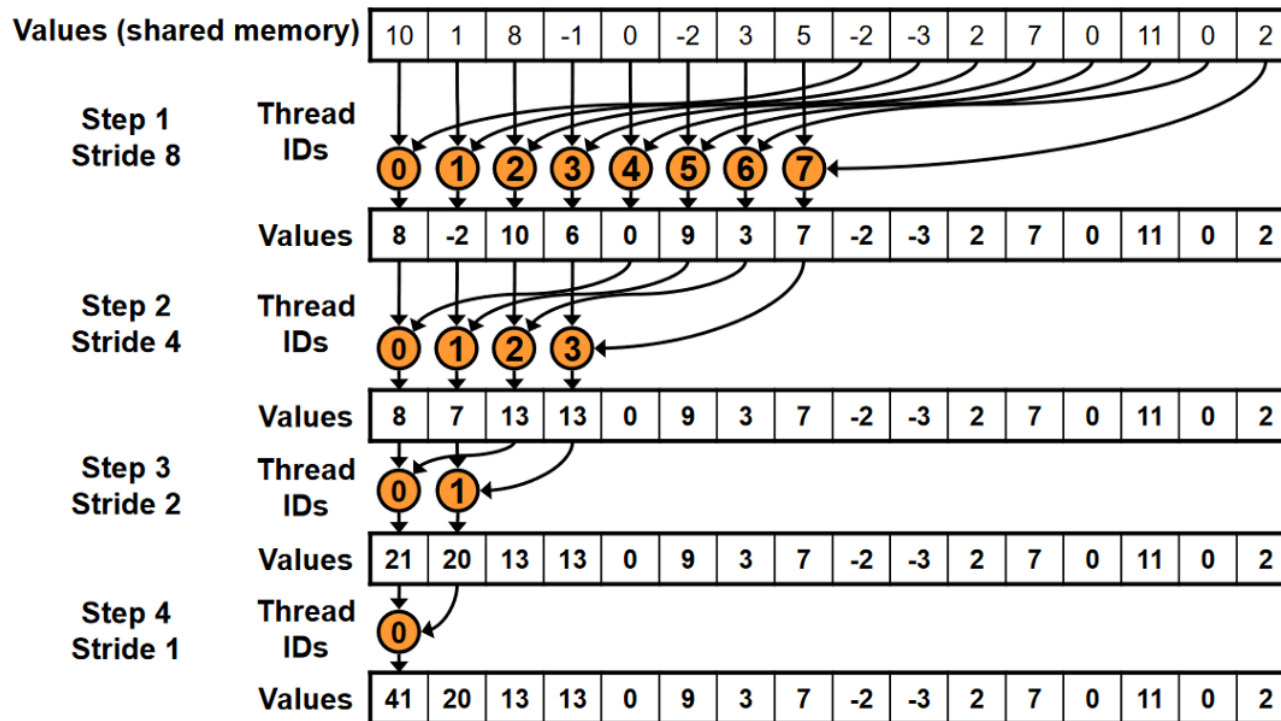 Values (shared memory) 10 1 8 -1 0 -2 3 5 -2 -3 2 7 0 11 0 2
Step 1 Thread
Stride 8 IDs
0 1 2 3 4 5 6 7
Values 8 -2 10 6 0 9 3 7 -2 -3 2 7 0 11 0 2
Step 2 Thread
Stride 4 IDs
0 1 2 3
Values 8 7 13 13 0 9 3 7 -2 -3 2 7 0 11 0 2
Step 3 Thread
Stride 2 IDs
0 1
Values 21 20 13 13 0 9 3 7 -2 -3 2 7 0 11 0 2
Step 4 Thread
Stride 1 IDs
0
Values 41 20 13 13 0 9 3 7 -2 -3 2 7 0 11 0 2